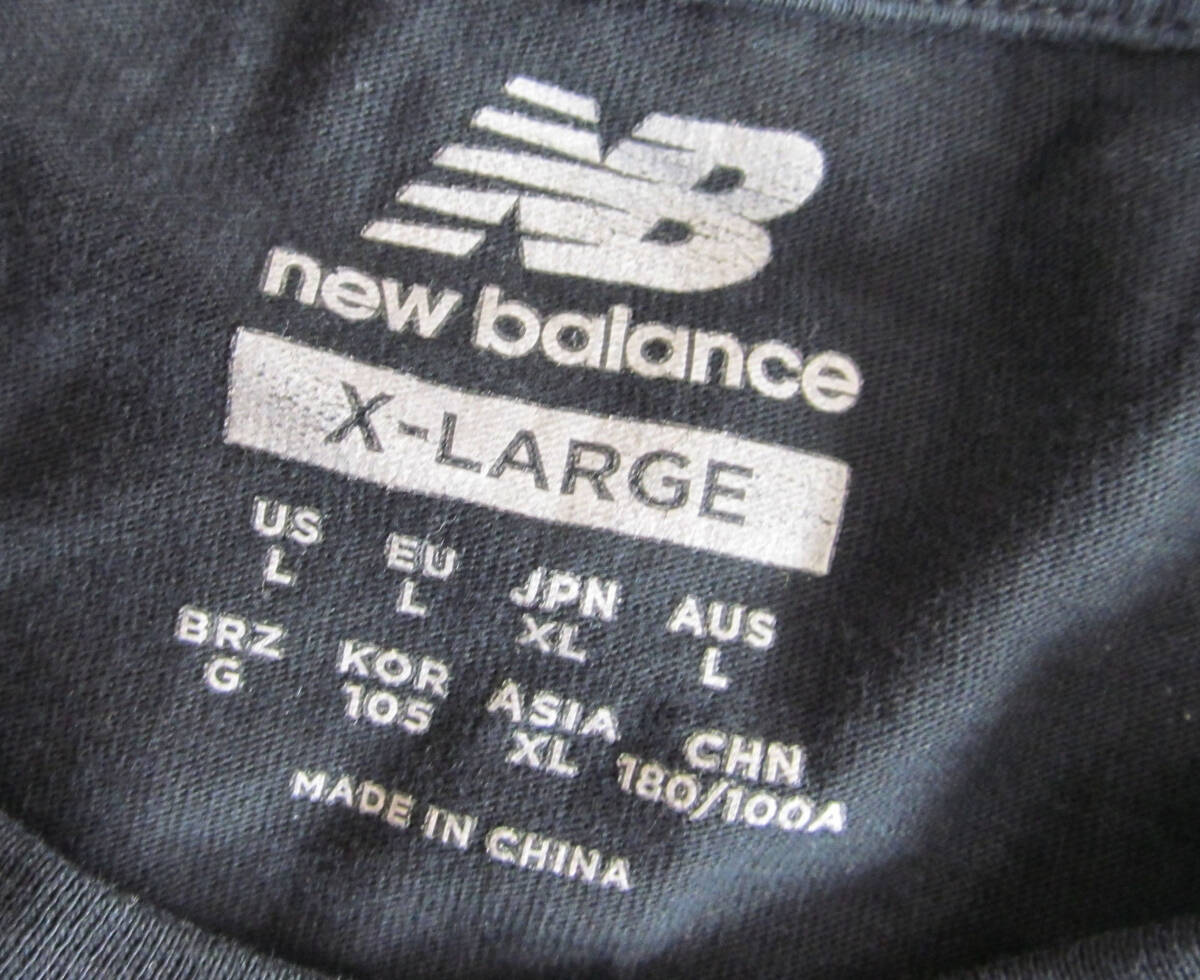 NB
new balance
X-LARGE
US EU JPN AUS
L L XL L
BRZ KOR ASIA CHN
G 105 XL 180/100A
MADE IN CHINA